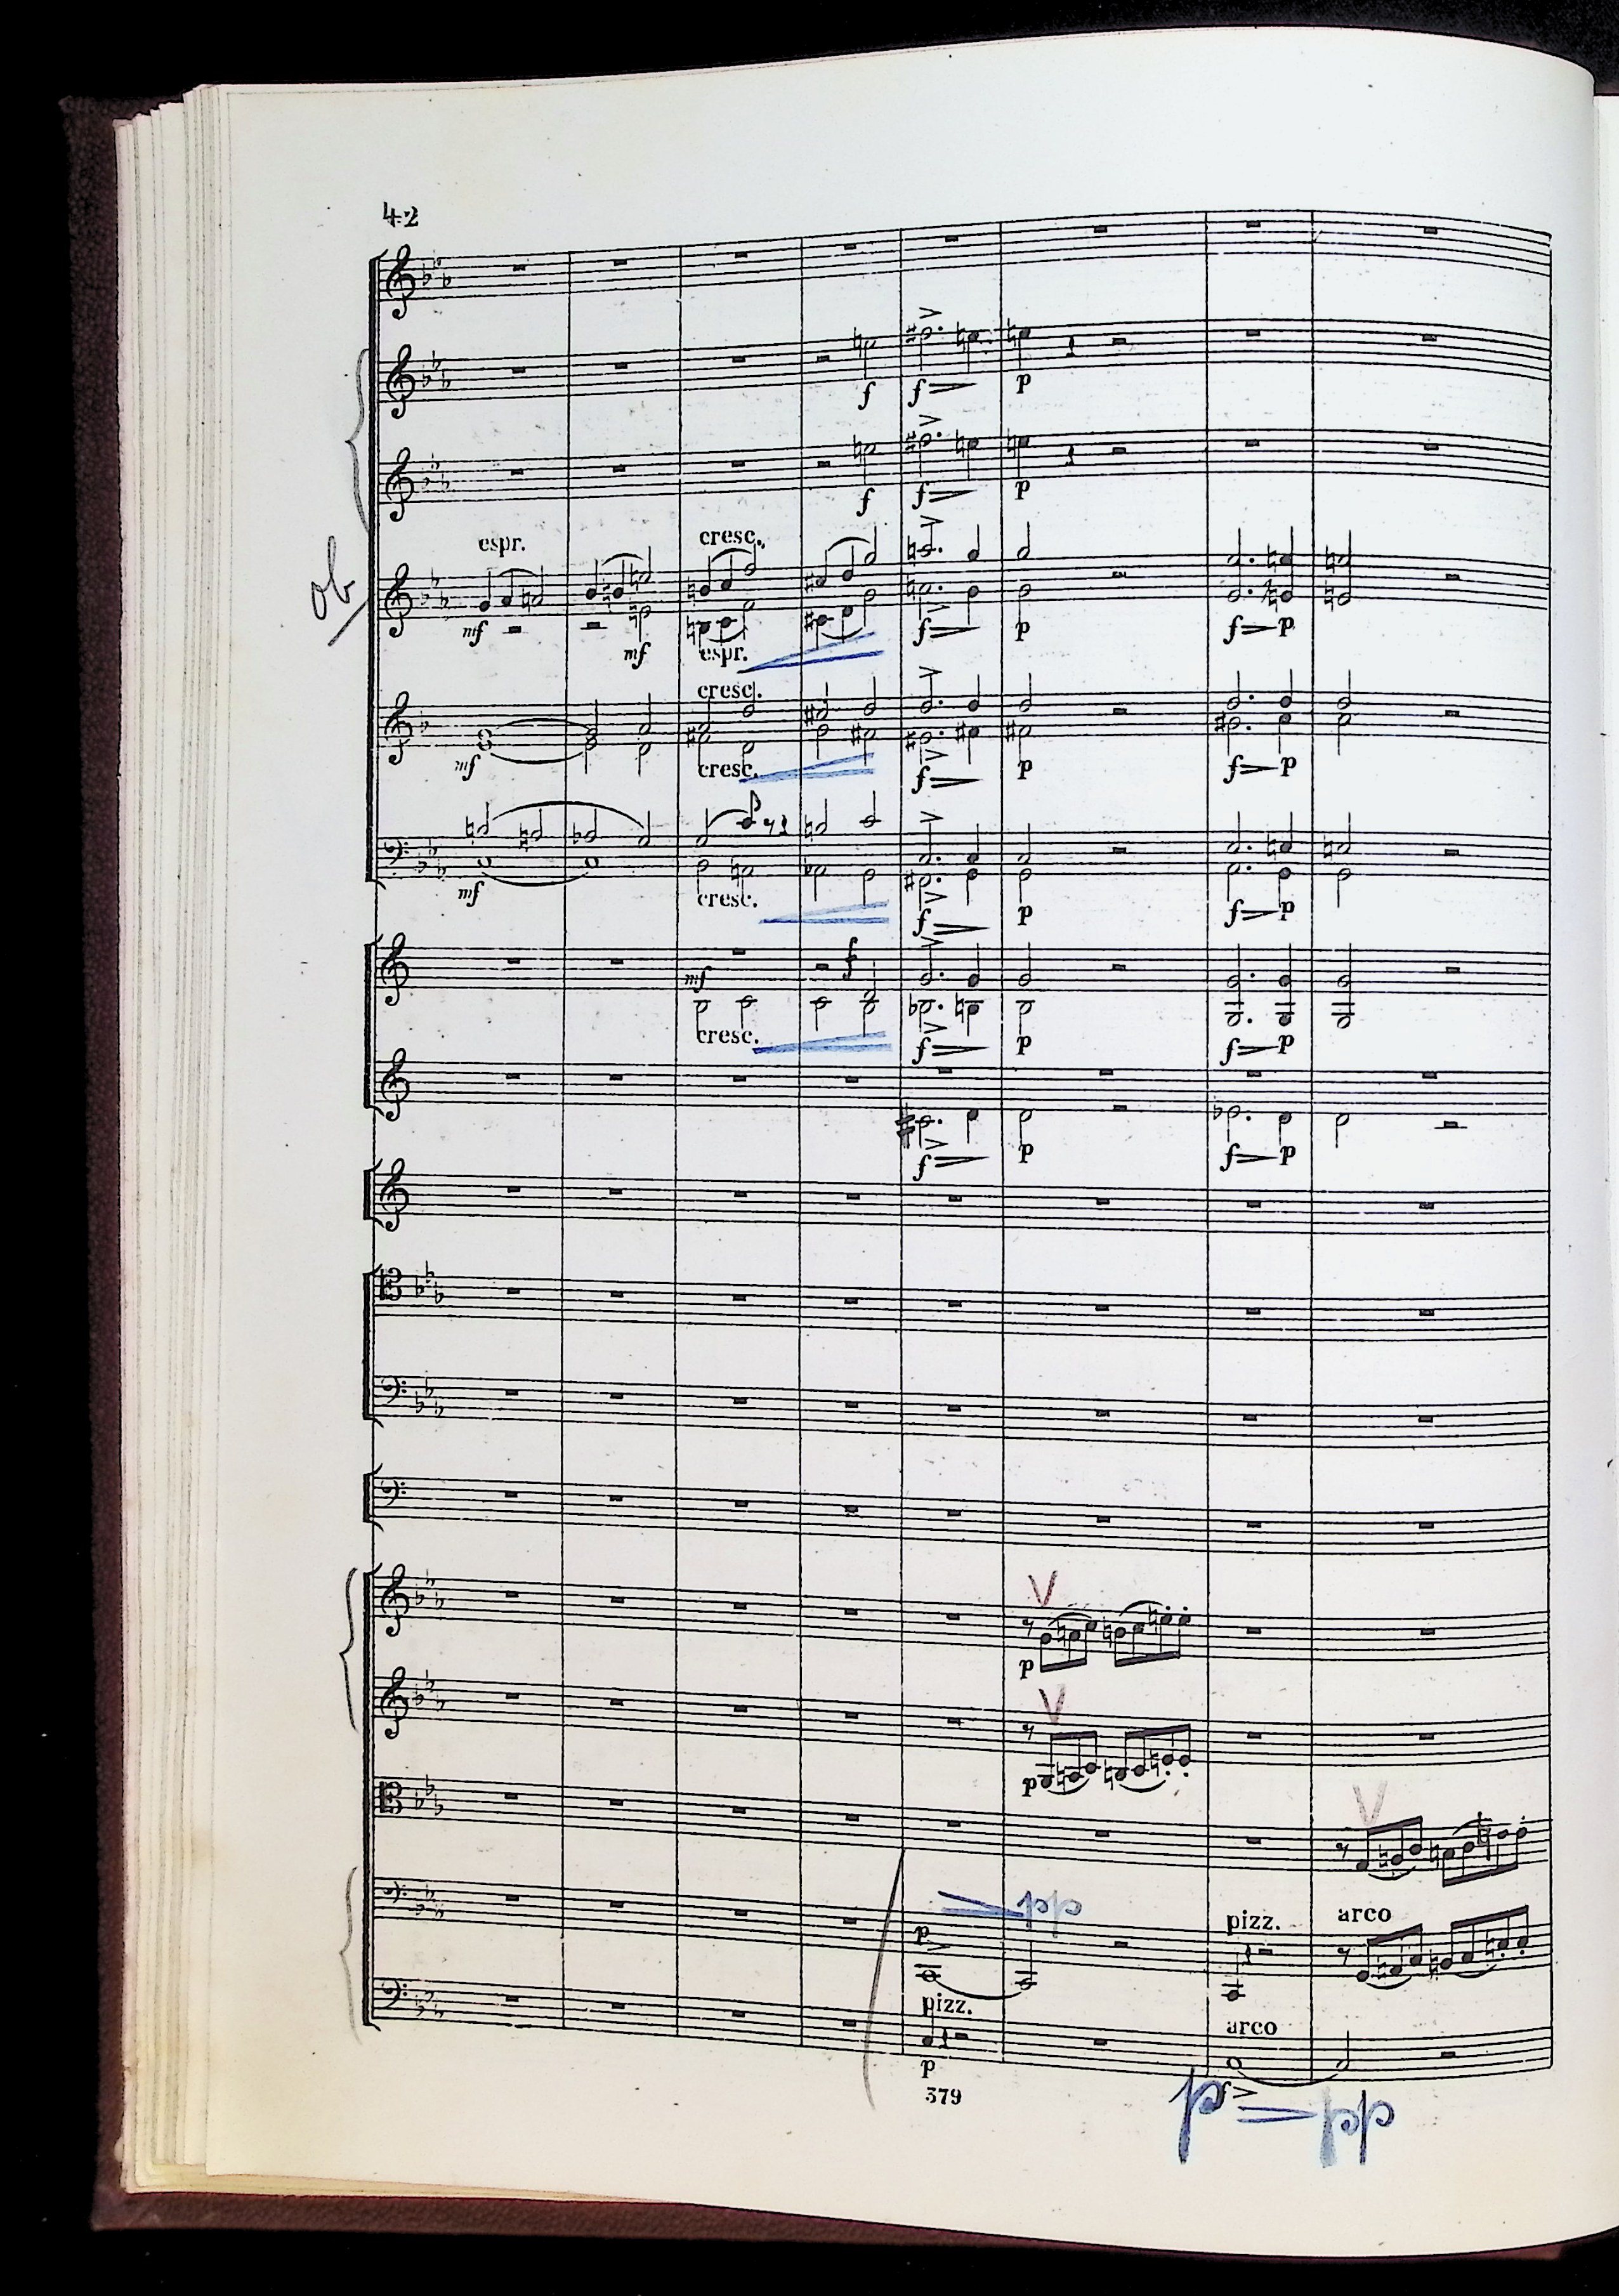 42
f f p
f f p
espr. cresc.
ob
mf mf espr. f p f p
cresc.
mf cresc. f p f p
mf cresc. f p f p
mf f
cresc. f p f p
f p f p
p
p
pp
p pizz. arco
pizz. arco
p f
379
p pp